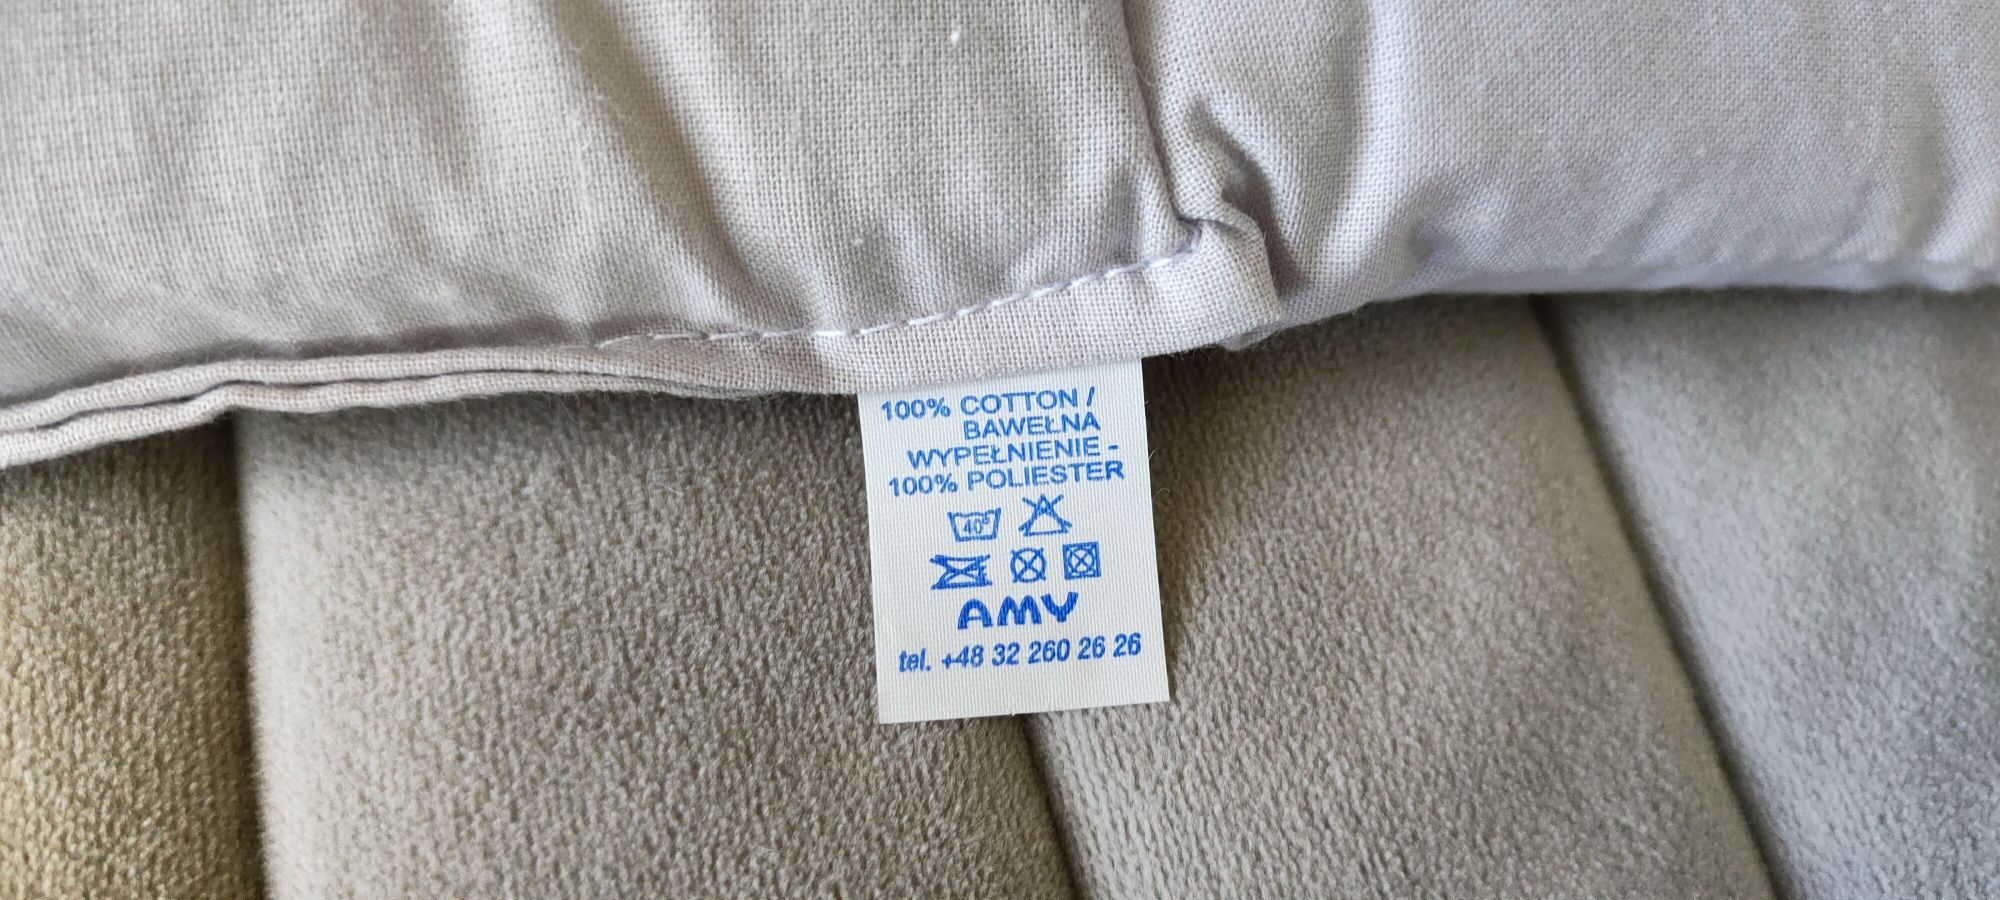 100% COTTON /
BAWEŁNA
WYPEŁNIENIE -
100% POLIESTER
40°
AMY
tel. +48 32 260 26 26